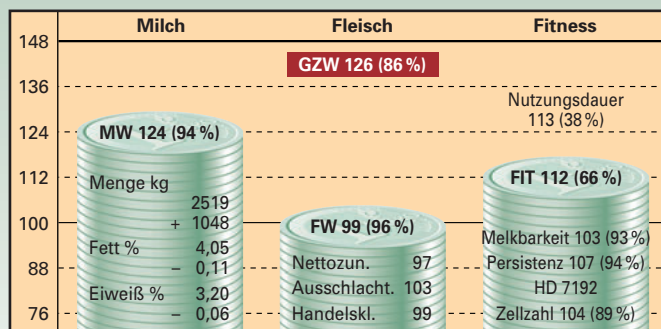 Milch Fleisch Fitness
148
GZW 126 (86 %)
136
Nutzungsdauer
113 (38 %)
124
MW 124 (94 %)
112
FIT 112 (66 %)
Menge kg
2519
+ 1048
100
FW 99 (96 %)
Fett % 4,05
– 0,11
Melkbarkeit 103 (93 %)
88
Nettozun. 97
Persistenz 107 (94 %)
Eiweiß % 3,20
– 0,06
Ausschlacht. 103
HD 7192
76
Handelskl. 99
Zellzahl 104 (89 %)